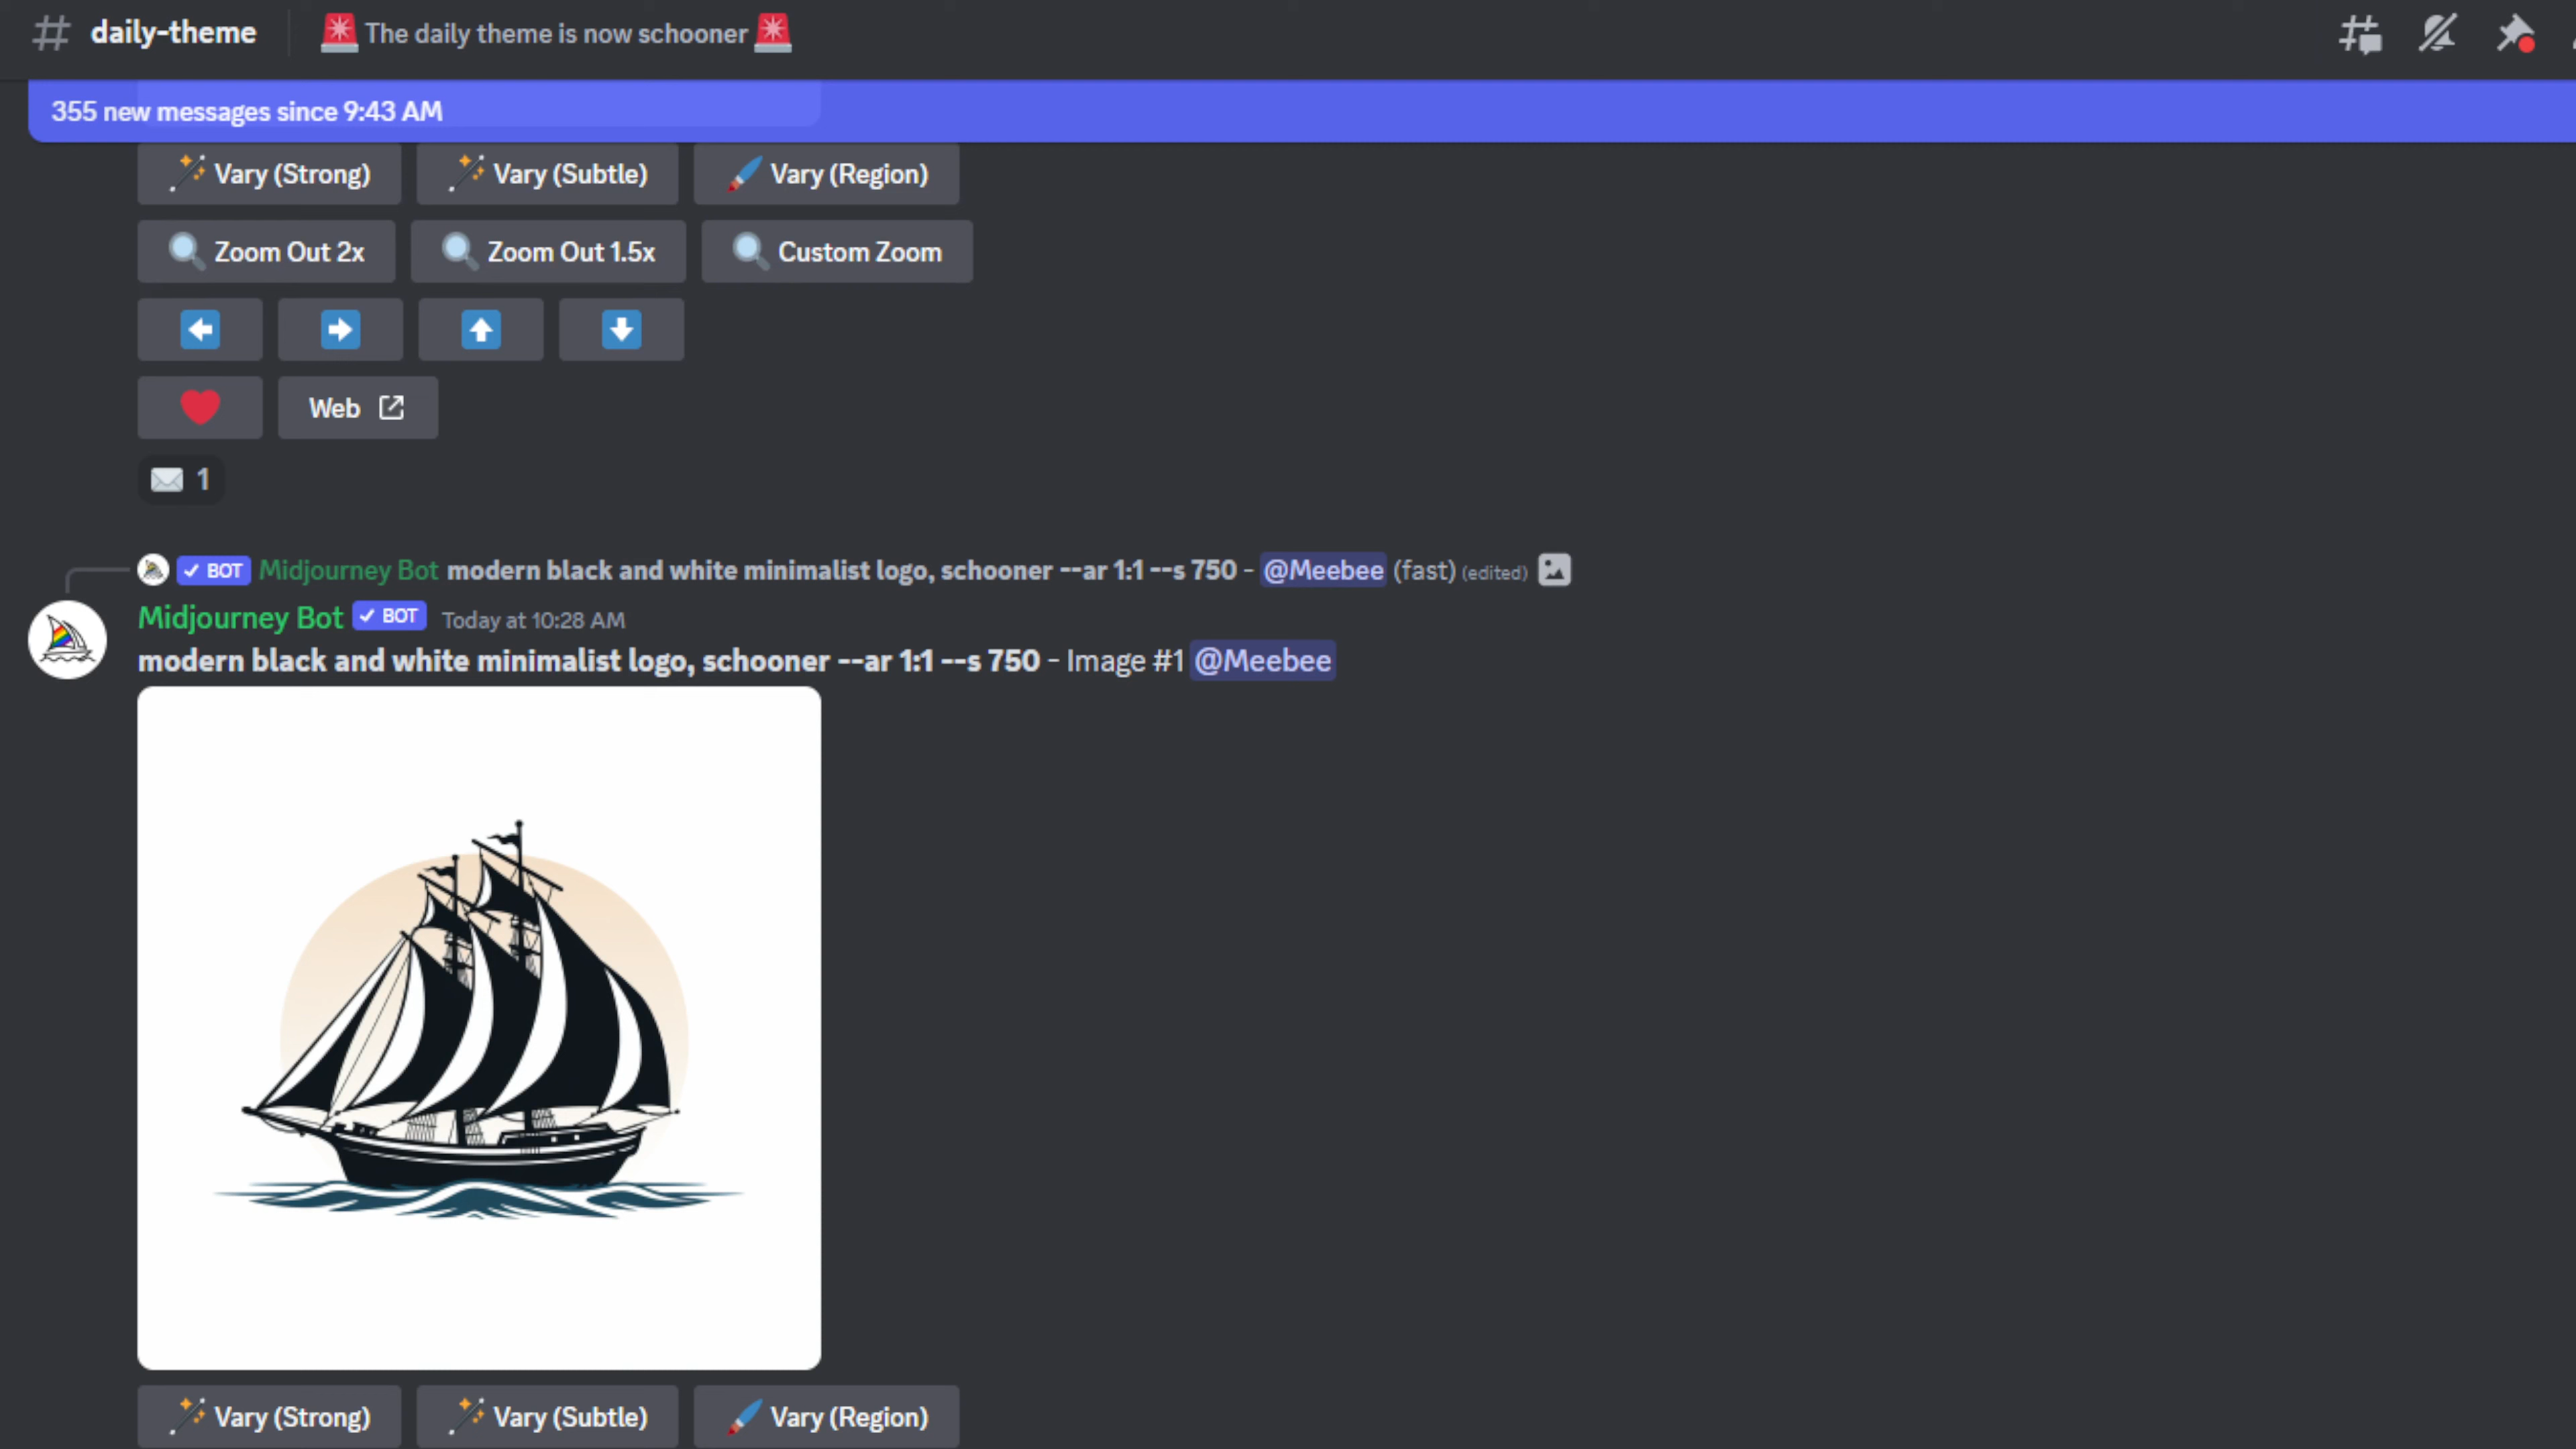 daily-theme
The daily theme is now schooner
355 new messages since 9:43 AM
Vary (Strong) Vary (Subtle) Vary (Region)
Zoom Out 2x Zoom Out 1.5x Custom Zoom
Web
1
BOT Midjourney Bot modern black and white minimalist logo, schooner --ar 1:1 --s 750 - @Meebee (fast) (edited)
Midjourney Bot BOT Today at 10:28 AM
modern black and white minimalist logo, schooner --ar 1:1 --s 750 - Image #1 @Meebee
Vary (Strong) Vary (Subtle) Vary (Region)